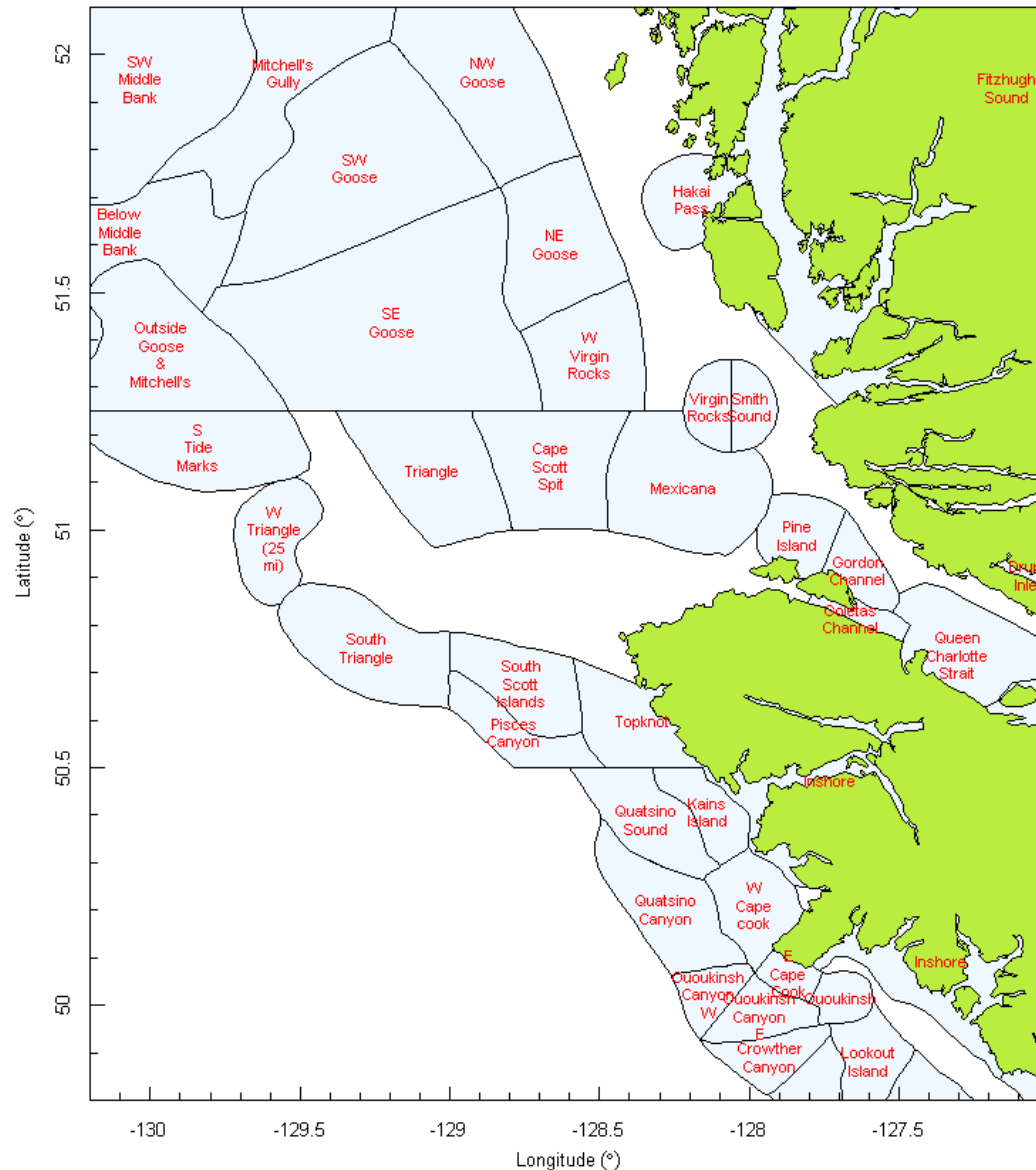 52
SW
Middle
Bank
Mitchell's
Gully
NW
Goose
Fitzhugh
Sound
SW
Goose
Hakai
Pass
Below
Middle
Bank
NE
Goose
51.5
Outside
Goose
&
Mitchell's
SE
Goose
W
Virgin
Rocks
Virgin
Rocks
Smith
Sound
S
Tide
Marks
Triangle
Cape
Scott
Spit
Mexicana
51
W
Triangle
(25
mi)
Pine
Island
Gordon
Channel
Goletas
Channel
Latitude (°)
South
Triangle
South
Scott
Islands
Pisces
Canyon
Topknot
Queen
Charlotte
Strait
50.5
Inshore
Quatsino
Sound
Kains
Island
Quatsino
Canyon
W
Cape
cook
E
Cape
Cook
Inshore
50
Ououkinsh
Canyon
W
Ououkinsh
Canyon
E
Ououkinsh
Crowther
Canyon
Lookout
Island
-130
-129.5
-129
-128.5
-128
-127.5
Longitude (°)